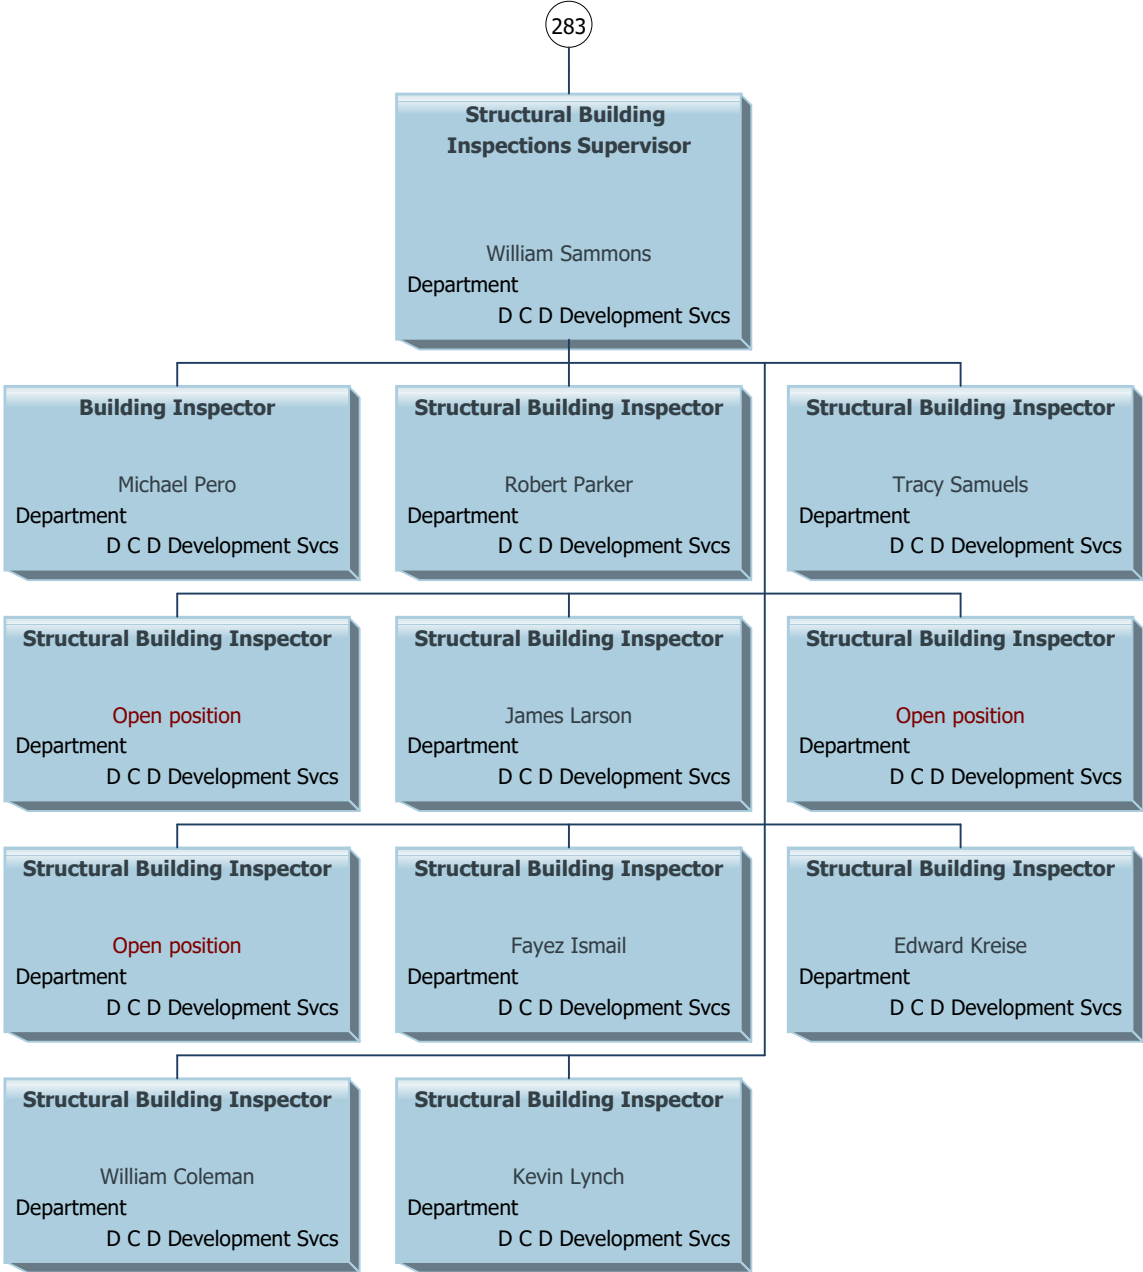 283
Structural Building
Inspections Supervisor
William Sammons
Department
D C D Development Svcs
Building Inspector
Michael Pero
Department
D C D Development Svcs
Structural Building Inspector
Robert Parker
Department
D C D Development Svcs
Structural Building Inspector
Tracy Samuels
Department
D C D Development Svcs
Structural Building Inspector
Open position
Department
D C D Development Svcs
Structural Building Inspector
James Larson
Department
D C D Development Svcs
Structural Building Inspector
Open position
Department
D C D Development Svcs
Structural Building Inspector
Open position
Department
D C D Development Svcs
Structural Building Inspector
Fayez Ismail
Department
D C D Development Svcs
Structural Building Inspector
Edward Kreise
Department
D C D Development Svcs
Structural Building Inspector
William Coleman
Department
D C D Development Svcs
Structural Building Inspector
Kevin Lynch
Department
D C D Development Svcs